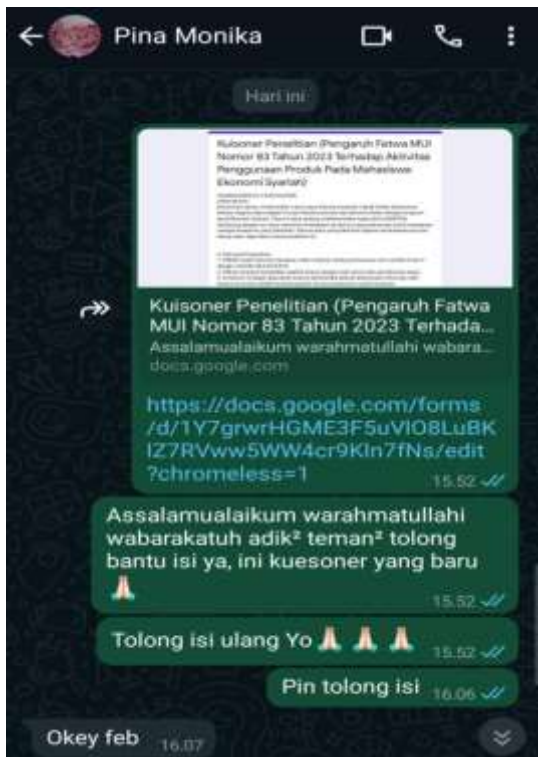 Pina Monika
Hari ini
Kuisoner Penelitian (Pengaruh Fatwa MUI
Nomor 83 Tahun 2023 Terhadap Aktivitas
Penggunaan Produk Pada Mahasiswa
Ekonomi Syariah)
Kuisoner Penelitian (Pengaruh Fatwa
MUI Nomor 83 Tahun 2023 Terhada...
Assalamualaikum warahmatullahi wabara...
docs.google.com
https://docs.google.com/forms
/d/1Y7grwrHGME3F5uVIO8LuBK
IZ7RVww5WW4cr9KIn7fNs/edit
?chromeless=1
15.52
Assalamualaikum warahmatullahi
wabarakatuh adik² teman² tolong
bantu isi ya, ini kuesoner yang baru
🙏
15.52
Tolong isi ulang Yo 🙏 🙏 🙏
15.52
Pin tolong isi
16.06
Okey feb
16.07